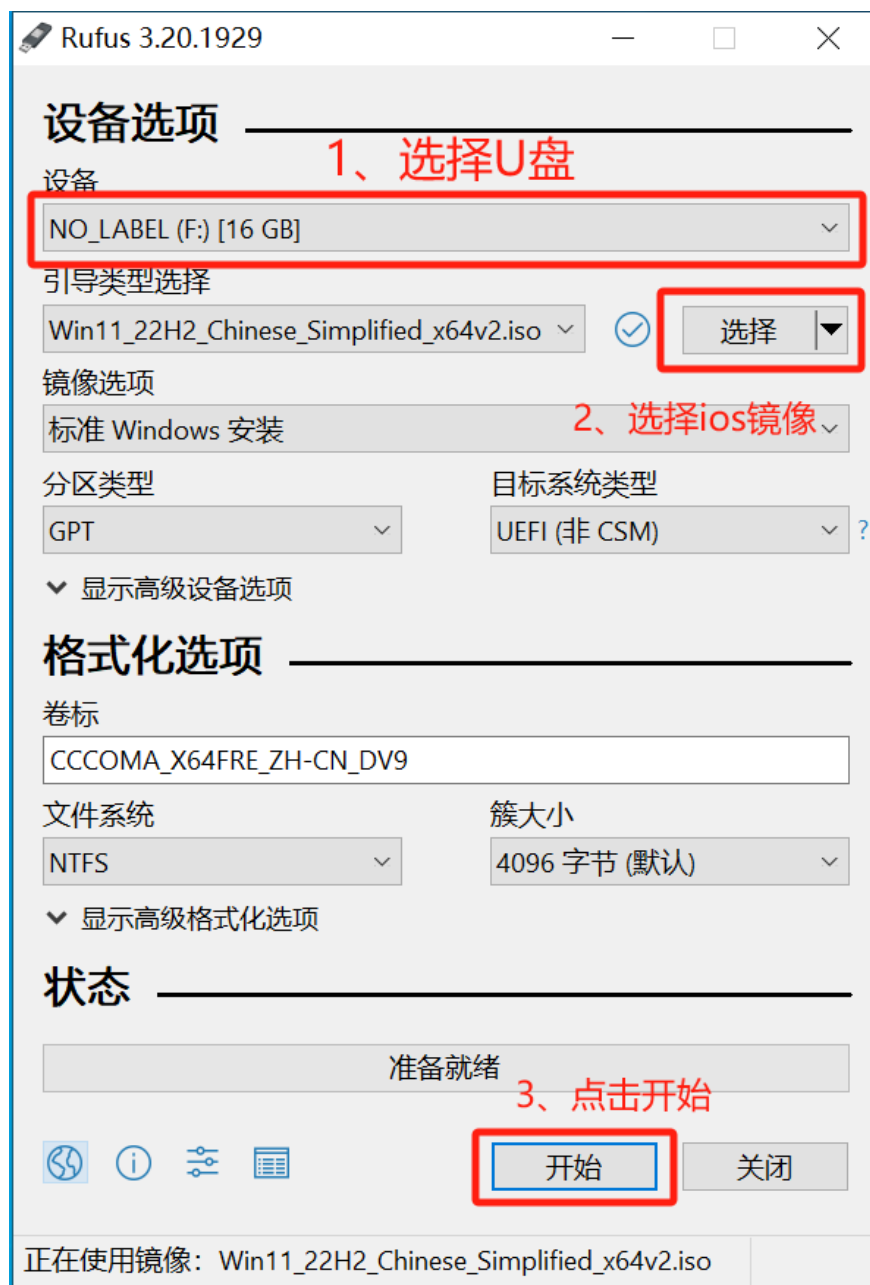 Rufus 3.20.1929
设备选项
1、选择U盘
设备
NO_LABEL (F:) [16 GB]
引导类型选择
Win11_22H2_Chinese_Simplified_x64v2.iso
选择
镜像选项
2、选择ios镜像
标准 Windows 安装
分区类型 目标系统类型
GPT UEFI (非 CSM) ?
显示高级设备选项
格式化选项
卷标
CCCOMA_X64FRE_ZH-CN_DV9
文件系统 簇大小
NTFS 4096 字节 (默认)
显示高级格式化选项
状态
准备就绪
3、点击开始
开始 关闭
正在使用镜像：Win11_22H2_Chinese_Simplified_x64v2.iso